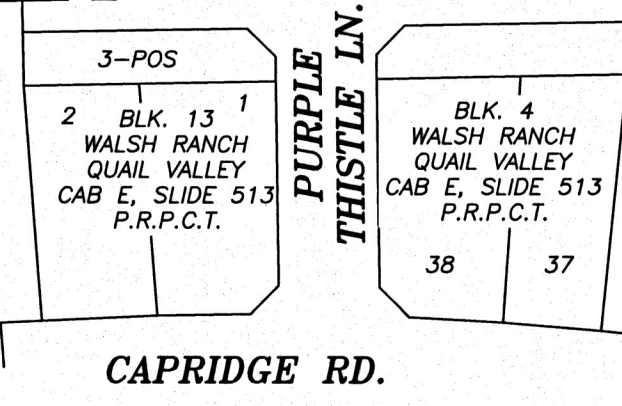 3-POS
2
1
BLK. 13
WALSH RANCH
QUAIL VALLEY
CAB E, SLIDE 513
P.R.P.C.T.
PURPLE
THISTLE LN.
BLK. 4
WALSH RANCH
QUAIL VALLEY
CAB E, SLIDE 513
P.R.P.C.T.
38
37
CAPRIDGE RD.